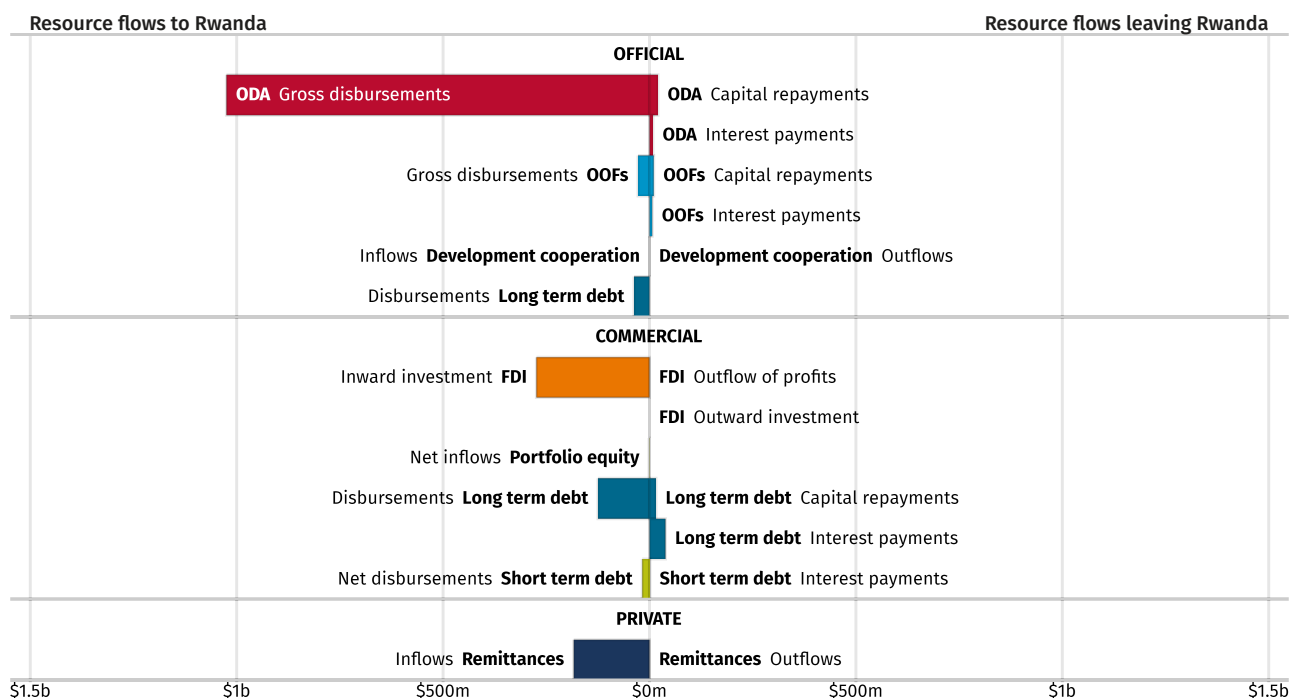 Resource flows to Rwanda Resource flows leaving Rwanda
OFFICIAL
ODA Gross disbursements ODA Capital repayments
ODA Interest payments
Gross disbursements OOFs OOFs Capital repayments
OOFs Interest payments
Inflows Development cooperation Development cooperation Outflows
Disbursements Long term debt
COMMERCIAL
Inward investment FDI FDI Outflow of profits
FDI Outward investment
Net inflows Portfolio equity
Disbursements Long term debt Long term debt Capital repayments
Long term debt Interest payments
Net disbursements Short term debt Short term debt Interest payments
PRIVATE
Inflows Remittances Remittances Outflows
$1.5b $1b $500m $0m $500m $1b $1.5b